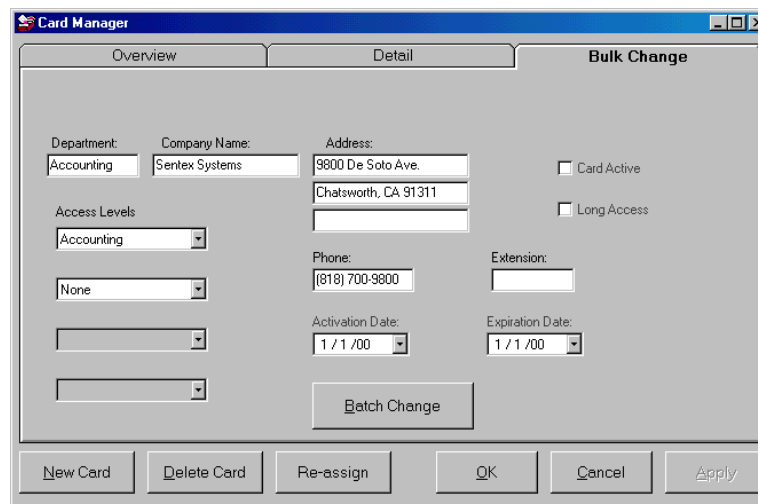 Card Manager
Overview Detail Bulk Change
Department: Company Name: Address:
Accounting Sentex Systems 9800 De Soto Ave.
Card Active
Chatsworth, CA 91311
Access Levels
Long Access
Accounting
Phone: Extension:
(818) 700-9800
None
Activation Date: Expiration Date:
1 / 1 /00 1 / 1 /00
Batch Change
New Card Delete Card Re-assign OK Cancel Apply